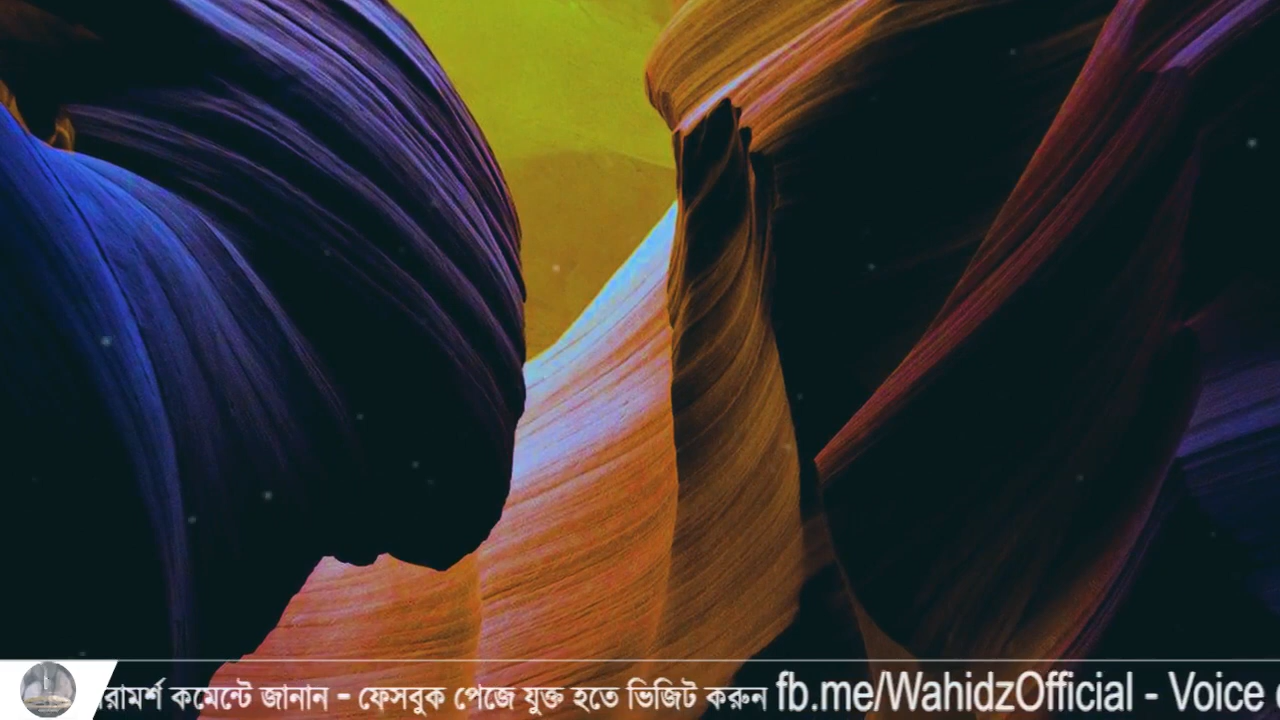 রামর্শ কমেন্টে জানান - ফেসবুক পেজে যুক্ত হতে ভিজিট করুন fb.me/WahidzOfficial - Voice